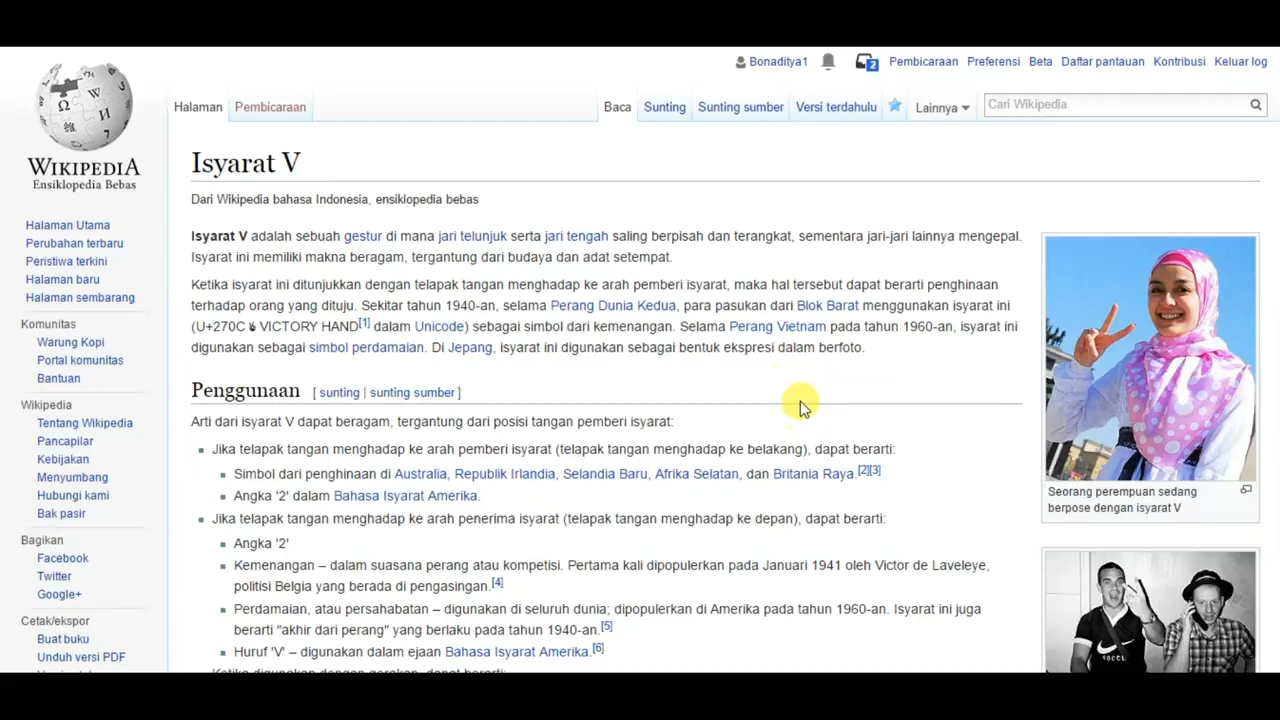 Bonaditya1 2 Pembicaraan Preferensi Beta Daftar pantauan Kontribusi Keluar log
Halaman Pembicaraan Baca Sunting Sunting sumber Versi terdahulu Lainnya Cari Wikipedia
WIKIPEDIA
Ensiklopedia Bebas
Halaman Utama
Perubahan terbaru
Peristiwa terkini
Halaman baru
Halaman sembarang
Komunitas
Warung Kopi
Portal komunitas
Bantuan
Wikipedia
Tentang Wikipedia
Pancapilar
Kebijakan
Menyumbang
Hubungi kami
Bak pasir
Bagikan
Facebook
Twitter
Google+
Cetak/ekspor
Buat buku
Unduh versi PDF
Isyarat V
Dari Wikipedia bahasa Indonesia, ensiklopedia bebas
Isyarat V adalah sebuah gestur di mana jari telunjuk serta jari tengah saling berpisah dan terangkat, sementara jari-jari lainnya mengepal.
Isyarat ini memiliki makna beragam, tergantung dari budaya dan adat setempat.
Ketika isyarat ini ditunjukkan dengan telapak tangan menghadap ke arah pemberi isyarat, maka hal tersebut dapat berarti penghinaan
terhadap orang yang dituju. Sekitar tahun 1940-an, selama Perang Dunia Kedua, para pasukan dari Blok Barat menggunakan isyarat ini
(U+270C ✌ VICTORY HAND[1] dalam Unicode) sebagai simbol dari kemenangan. Selama Perang Vietnam pada tahun 1960-an, isyarat ini
digunakan sebagai simbol perdamaian. Di Jepang, isyarat ini digunakan sebagai bentuk ekspresi dalam berfoto.
Penggunaan [ sunting | sunting sumber ]
Arti dari isyarat V dapat beragam, tergantung dari posisi tangan pemberi isyarat:
Jika telapak tangan menghadap ke arah pemberi isyarat (telapak tangan menghadap ke belakang), dapat berarti:
Simbol dari penghinaan di Australia, Republik Irlandia, Selandia Baru, Afrika Selatan, dan Britania Raya.[2][3]
Angka '2' dalam Bahasa Isyarat Amerika.
Jika telapak tangan menghadap ke arah penerima isyarat (telapak tangan menghadap ke depan), dapat berarti:
Angka '2'
Kemenangan – dalam suasana perang atau kompetisi. Pertama kali dipopulerkan pada Januari 1941 oleh Victor de Laveleye,
politisi Belgia yang berada di pengasingan.[4]
Perdamaian, atau persahabatan – digunakan di seluruh dunia; dipopulerkan di Amerika pada tahun 1960-an. Isyarat ini juga
berarti "akhir dari perang" yang berlaku pada tahun 1940-an.[5]
Huruf 'V' – digunakan dalam ejaan Bahasa Isyarat Amerika.[6]
Ketika digunakan dengan gerakan, dapat berarti:
Seorang perempuan sedang
berpose dengan isyarat V
SOCCER